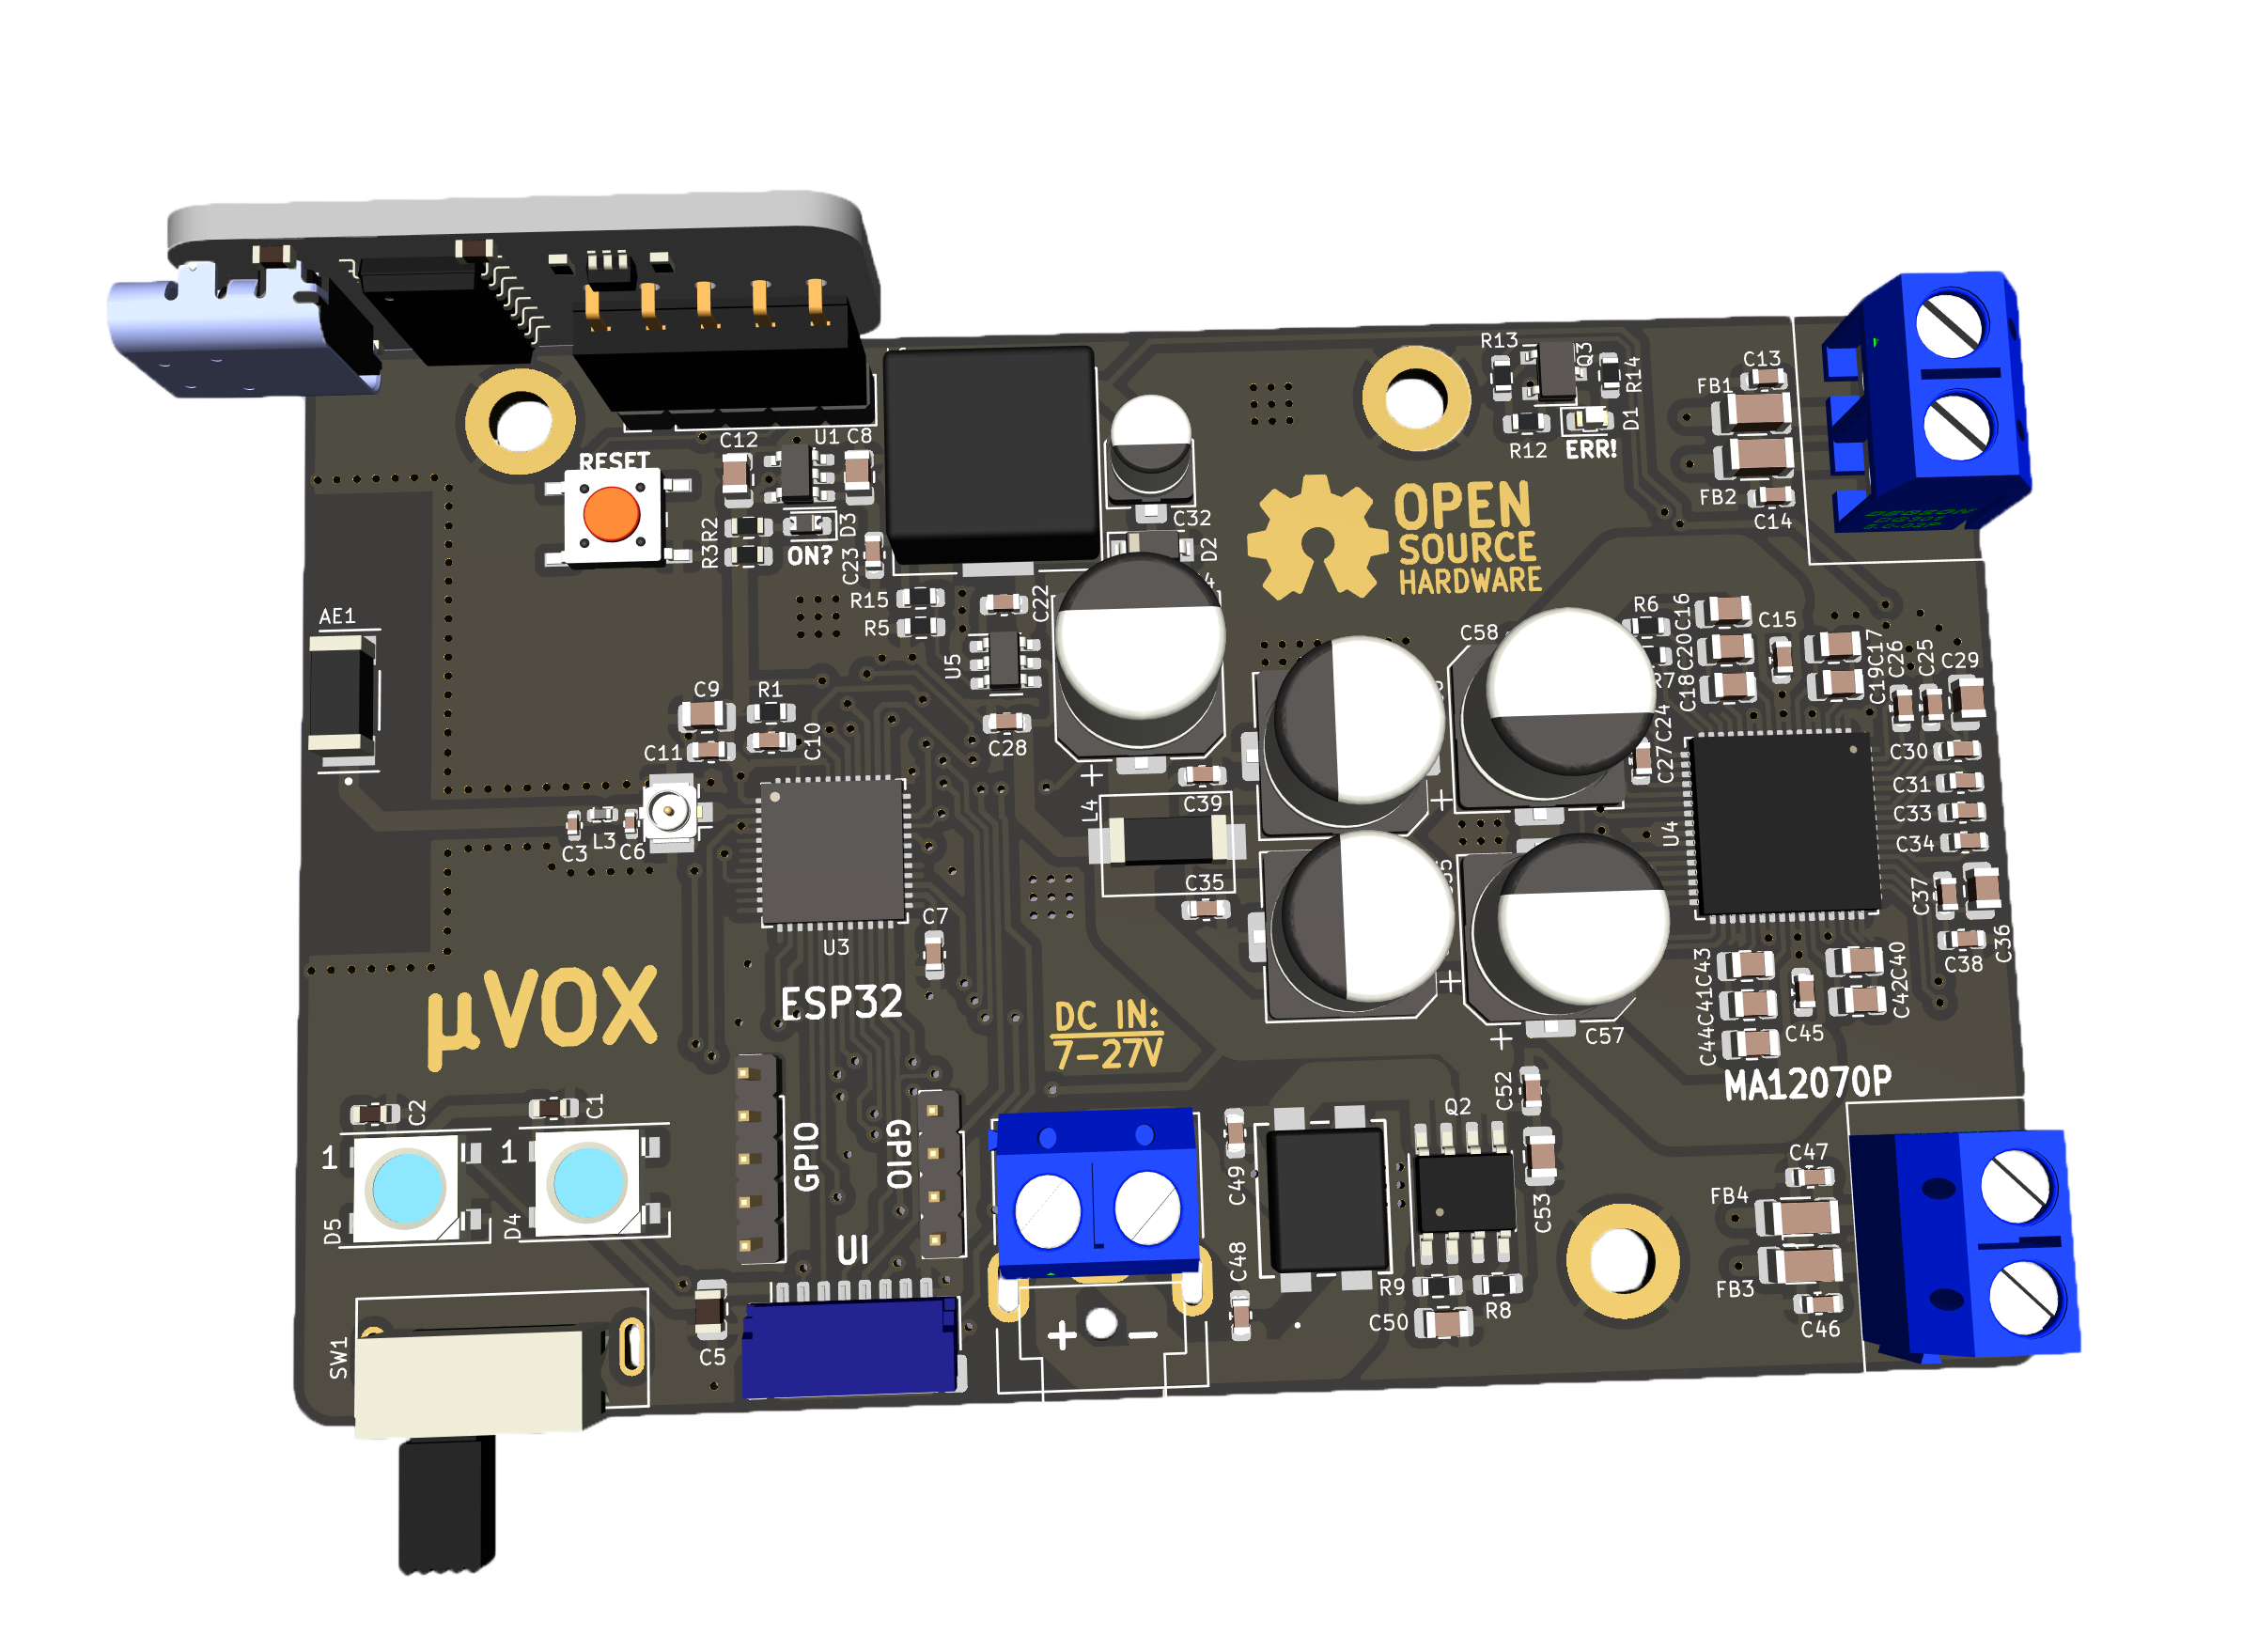 RESET
C12
U1
C8
R2
R3
D3
ON?
C23
R15
R5
C22
U5
C28
C32
D2
R13
Q3
R14
R12
D1
ERR!
OPEN
SOURCE
HARDWARE
FB1
C13
FB2
C14
AE1
C9
R1
C11
C10
C3
L3
C6
U3
C7
ESP32
µVOX
L4
+
C39
C35
C58
+
+
+
R6
R7
C16
C20
C18
C15
C17
C19
C26
C25
C29
C24
C27
U4
C30
C31
C33
C34
C37
C36
C38
C43
C41
C44
C45
C40
C42
C57
MA12070P
DC IN:
7-27V
C2
C1
1
1
D5
D4
GPIO
GPIO
UI
SW1
C5
+ −
C49
C48
Q2
C52
C53
R9
R8
C50
C47
FB4
FB3
C46